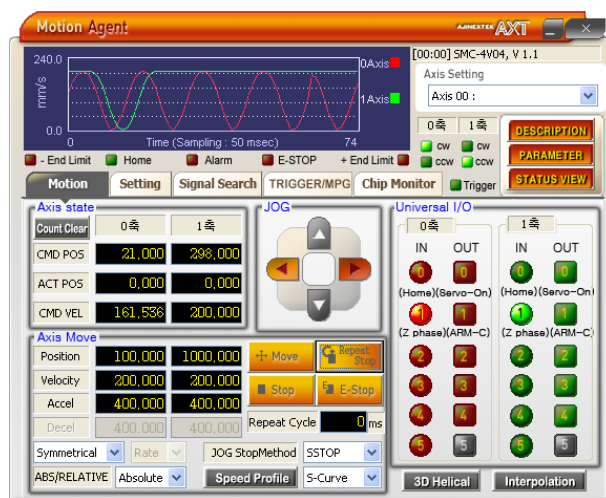 Motion Agent
AJINEXTEK AXT
240.0
mm/s
0.0
0
Time (Sampling : 50 msec)
74
0Axis
1Axis
[00:00] SMC-4V04, V 1.1
Axis Setting
Axis 00 :
0축 1축
cw cw
ccw ccw
Trigger
DESCRIPTION
PARAMETER
STATUS VIEW
- End Limit Home Alarm E-STOP + End Limit
Motion Setting Signal Search TRIGGER/MPG Chip Monitor
Axis state
Count Clear 0축 1축
CMD POS 21,000 298,000
ACT POS 0,000 0,000
CMD VEL 161,536 200,000
JOG
Axis Move
Position 100,000 1000,000
Velocity 200,000 200,000
Accel 400,000 400,000
Decel 400,000 400,000
Move Repeat Stop
Stop E-Stop
Repeat Cycle 0 ms
Symmetrical Rate JOG StopMethod SSTOP
ABS/RELATIVE Absolute Speed Profile S-Curve
Universal I/O
0축 1축
IN OUT IN OUT
0 0 0 0
(Home)(Servo-On) (Home)(Servo-On)
1 1 1 1
(Z phase)(ARM-C) (Z phase)(ARM-C)
2 2 2 2
3 3 3 3
4 4 4 4
5 5 5 5
3D Helical Interpolation